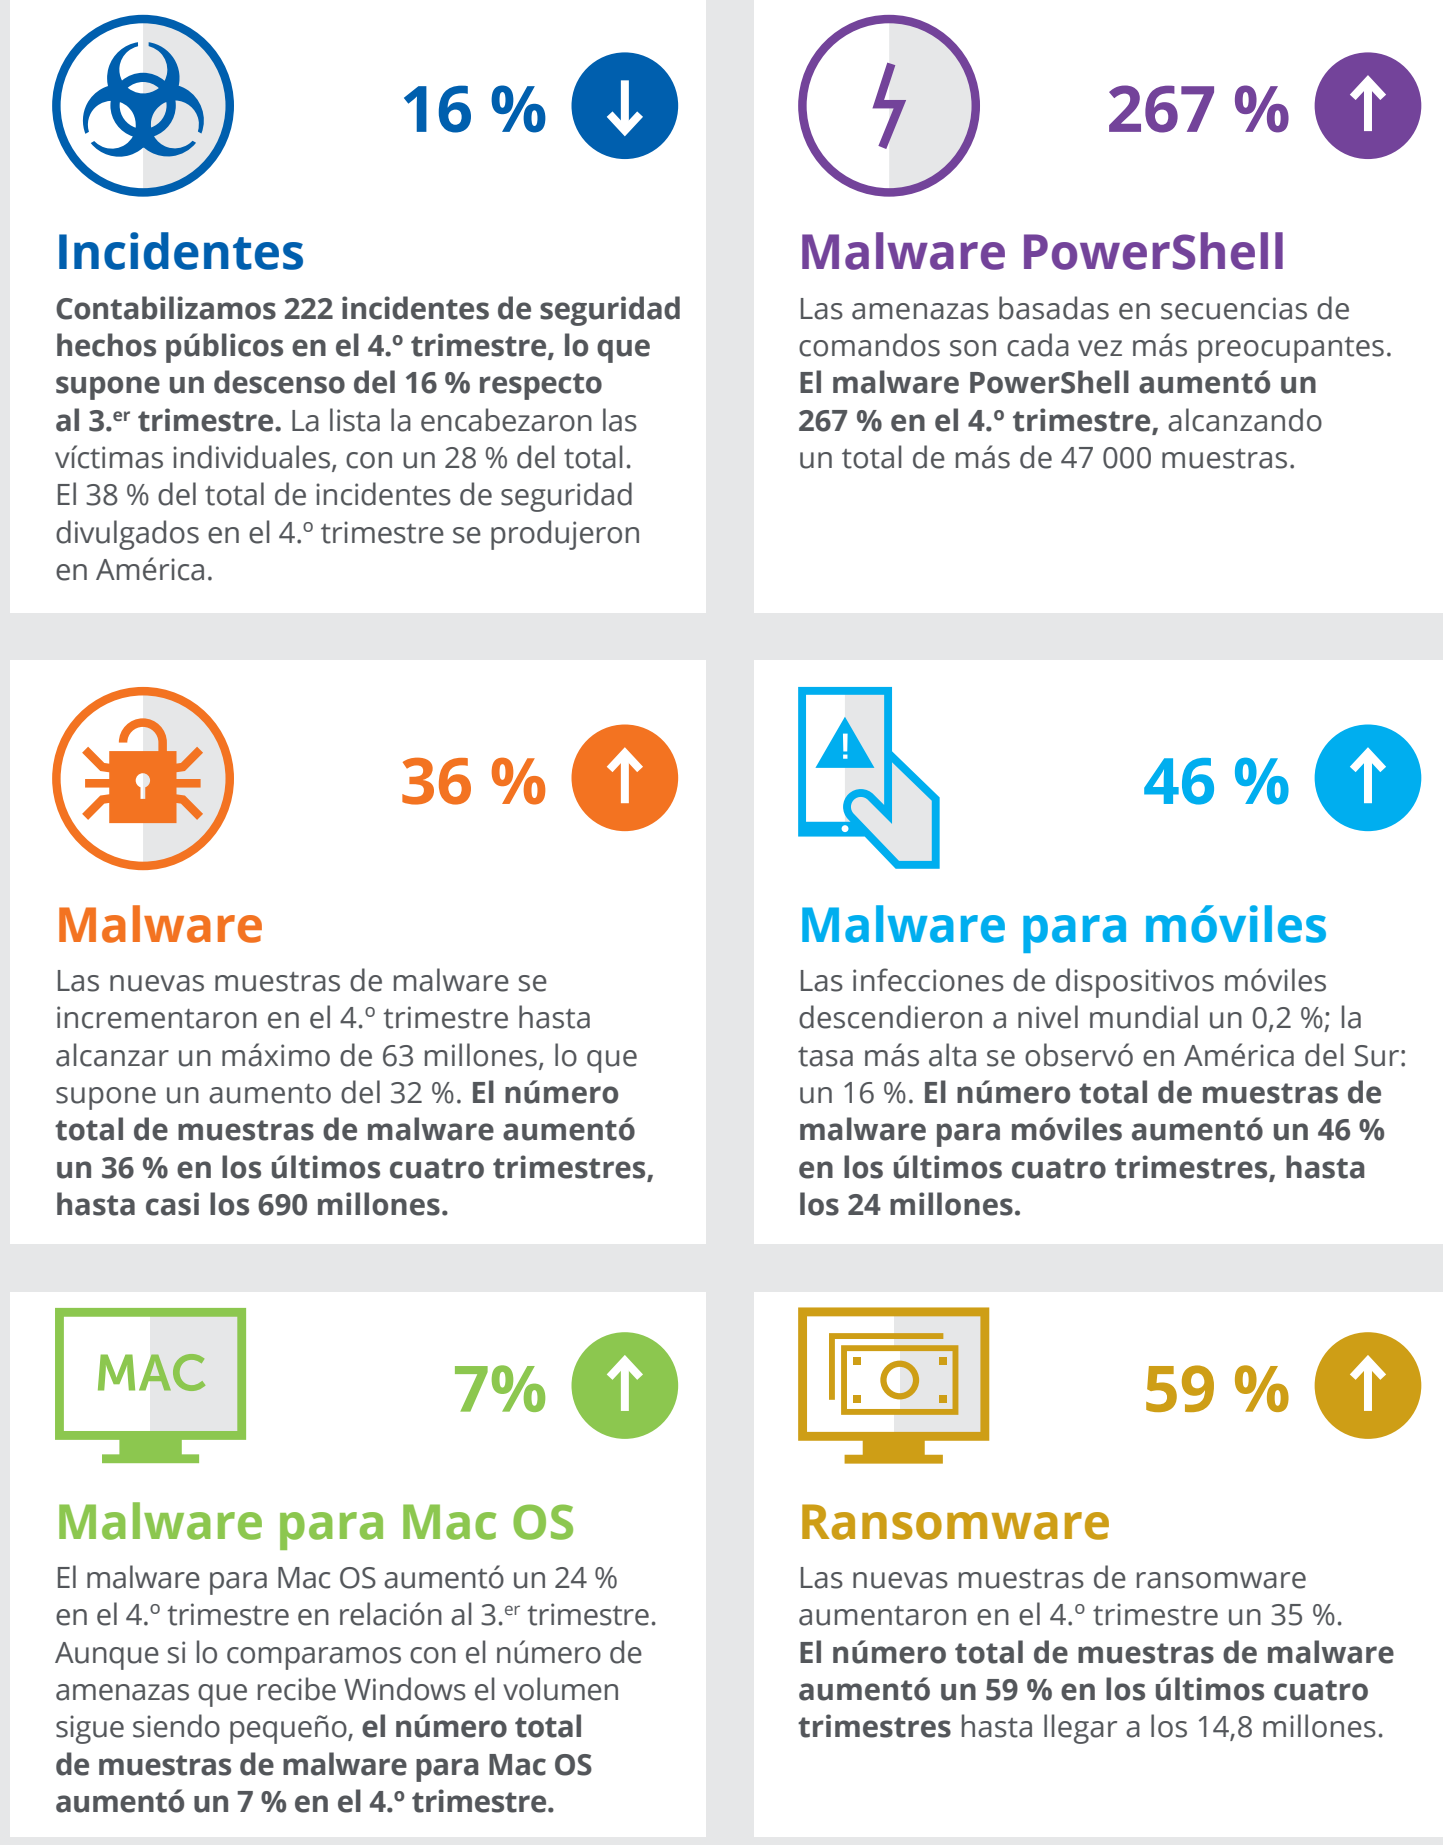 16 %
Incidentes
Contabilizamos 222 incidentes de seguridad
hechos públicos en el 4.º trimestre, lo que
supone un descenso del 16 % respecto
al 3.er trimestre. La lista la encabezaron las
víctimas individuales, con un 28 % del total.
El 38 % del total de incidentes de seguridad
divulgados en el 4.º trimestre se produjeron
en América.
267 %
Malware PowerShell
Las amenazas basadas en secuencias de
comandos son cada vez más preocupantes.
El malware PowerShell aumentó un
267 % en el 4.º trimestre, alcanzando
un total de más de 47 000 muestras.
36 %
Malware
Las nuevas muestras de malware se
incrementaron en el 4.º trimestre hasta
alcanzar un máximo de 63 millones, lo que
supone un aumento del 32 %. El número
total de muestras de malware aumentó
un 36 % en los últimos cuatro trimestres,
hasta casi los 690 millones.
46 %
Malware para móviles
Las infecciones de dispositivos móviles
descendieron a nivel mundial un 0,2 %; la
tasa más alta se observó en América del Sur:
un 16 %. El número total de muestras de
malware para móviles aumentó un 46 %
en los últimos cuatro trimestres, hasta
los 24 millones.
MAC
7%
Malware para Mac OS
El malware para Mac OS aumentó un 24 %
en el 4.º trimestre en relación al 3.er trimestre.
Aunque si lo comparamos con el número de
amenazas que recibe Windows el volumen
sigue siendo pequeño, el número total
de muestras de malware para Mac OS
aumentó un 7 % en el 4.º trimestre.
59 %
Ransomware
Las nuevas muestras de ransomware
aumentaron en el 4.º trimestre un 35 %.
El número total de muestras de malware
aumentó un 59 % en los últimos cuatro
trimestres hasta llegar a los 14,8 millones.